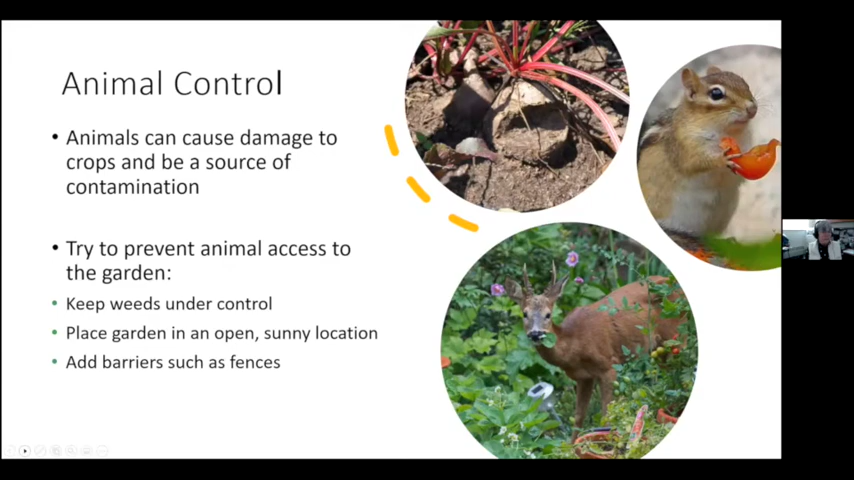 Animal Control
• Animals can cause damage to
crops and be a source of
contamination
• Try to prevent animal access to
the garden:
• Keep weeds under control
• Place garden in an open, sunny location
• Add barriers such as fences